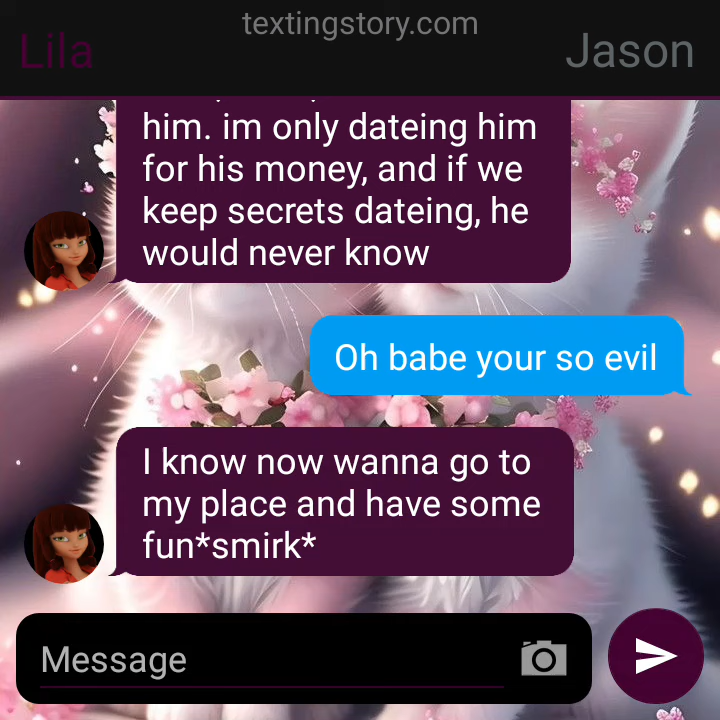 textingstory.com
Lila
Jason
him. im only dateing him
for his money, and if we
keep secrets dateing, he
would never know
Oh babe your so evil
I know now wanna go to
my place and have some
fun*smirk*
Message